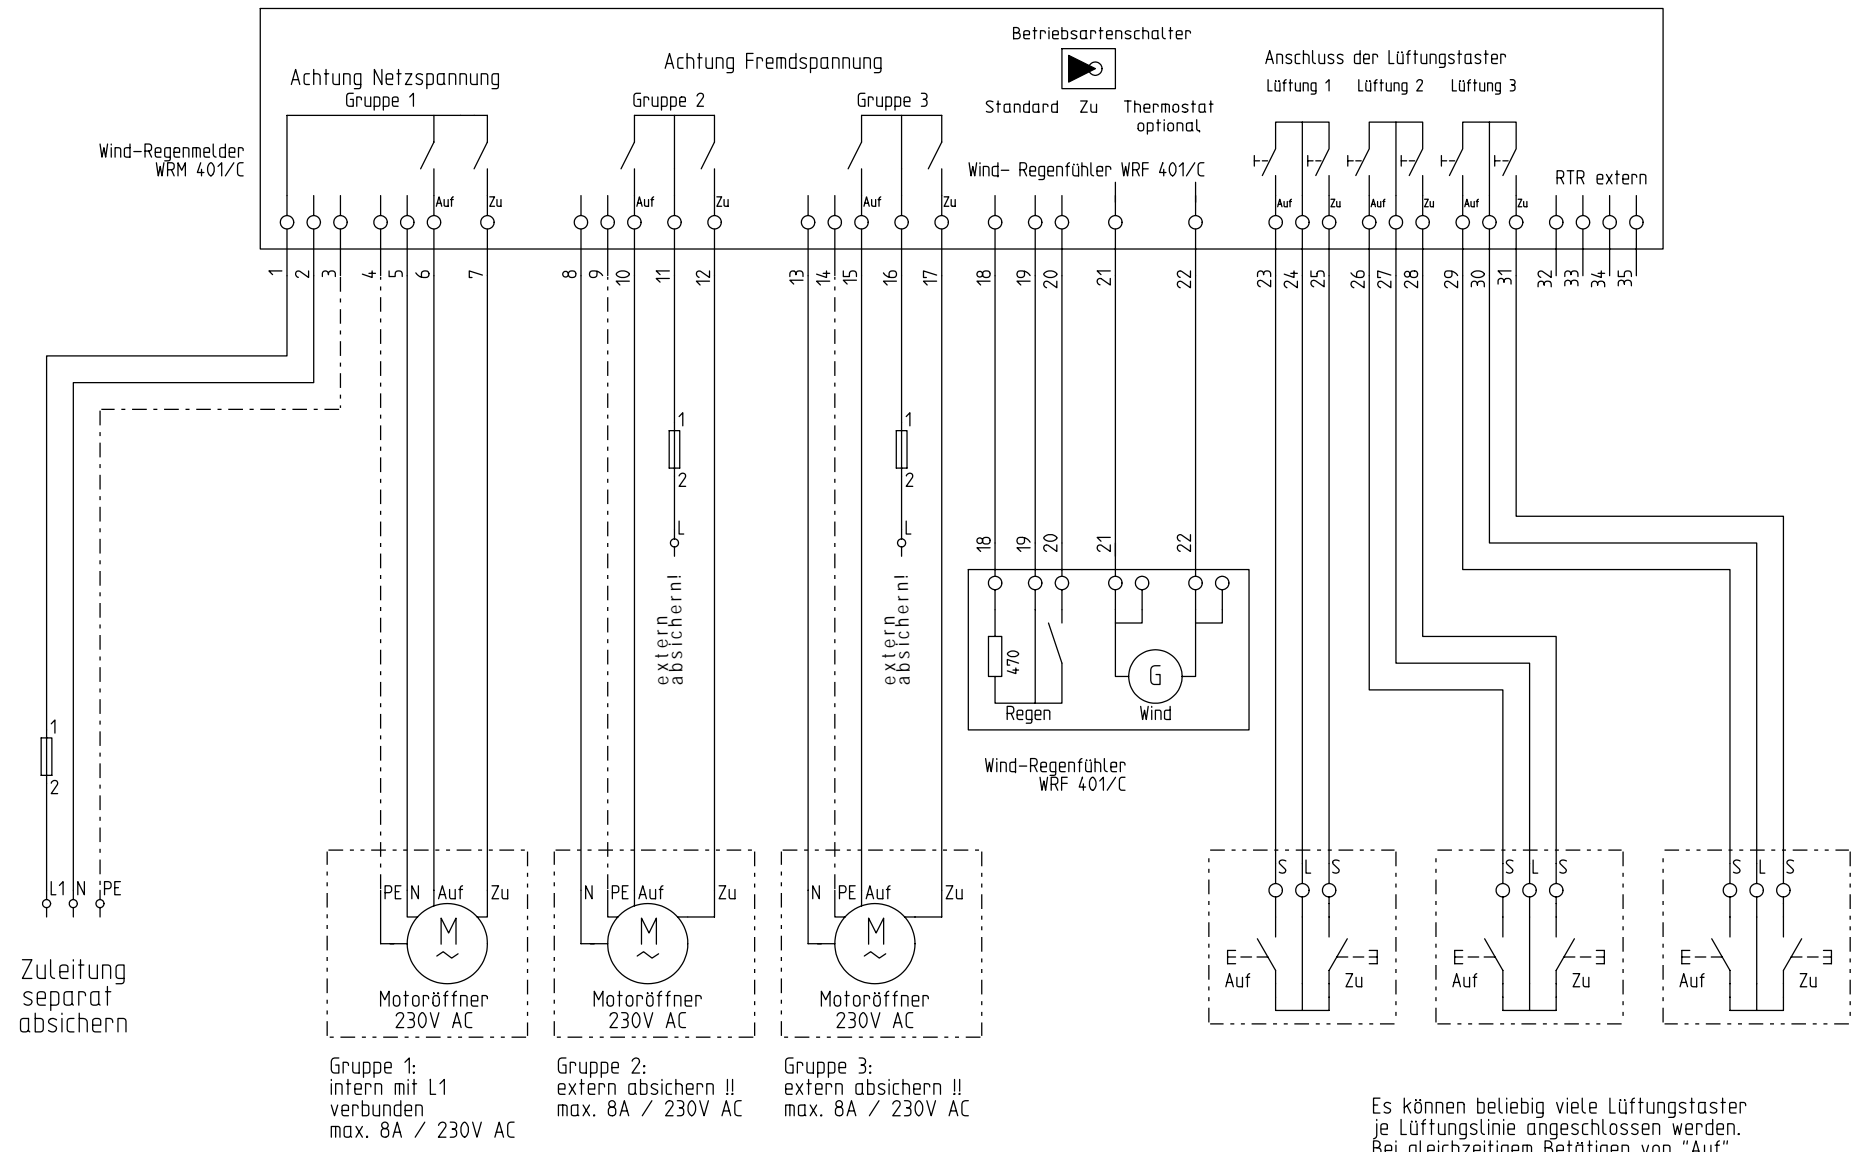 Betriebsartenschalter
Achtung Netzspannung
Achtung Fremdspannung
Anschluss der Lüftungstaster
Gruppe 1
Gruppe 2
Gruppe 3
Standard Zu Thermostat
optional
Lüftung 1 Lüftung 2 Lüftung 3
Wind-Regenmelder
WRM 401/C
Wind- Regenfühler WRF 401/C
RTR extern
Auf Zu Auf Zu Auf Zu Auf Zu Auf Zu Auf Zu
1 2 3 4 5 6 7 8 9 10 11 12 13 14 15 16 17 18 19 20 21 22 23 24 25 26 27 28 29 30 31 32 33 34 35
1 1
2 2
L L
extern
absichern!
extern
absichern!
18 19 20 21 22
470
G
Regen
Wind
Wind-Regenfühler
WRF 401/C
1
2
L1 N PE
Zuleitung
separat
absichern
PE N Auf Zu
M
~
Motoröffner
230V AC
N PE Auf Zu
M
~
Motoröffner
230V AC
N PE Auf Zu
M
~
Motoröffner
230V AC
S L S
Auf Zu
S L S
Auf Zu
S L S
Auf Zu
Gruppe 1:
intern mit L1
verbunden
max. 8A / 230V AC
Gruppe 2:
extern absichern !!
max. 8A / 230V AC
Gruppe 3:
extern absichern !!
max. 8A / 230V AC
Es können beliebig viele Lüftungstaster
je Lüftungslinie angeschlossen werden.
Bei gleichzeitigem Betätigen von "Auf"